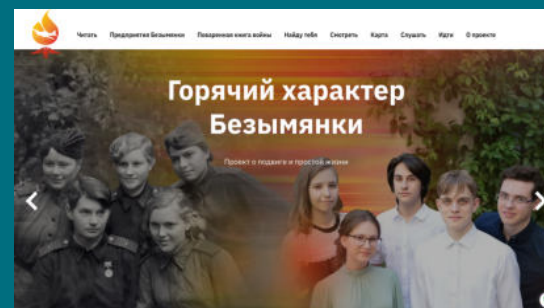 Читать Предприятия Безымянки Поваренная книга войны Найду тебя Смотреть Карта Слушать Идти О проекте
Горячий характер
Безымянки
Проект о подвиге и простой жизни